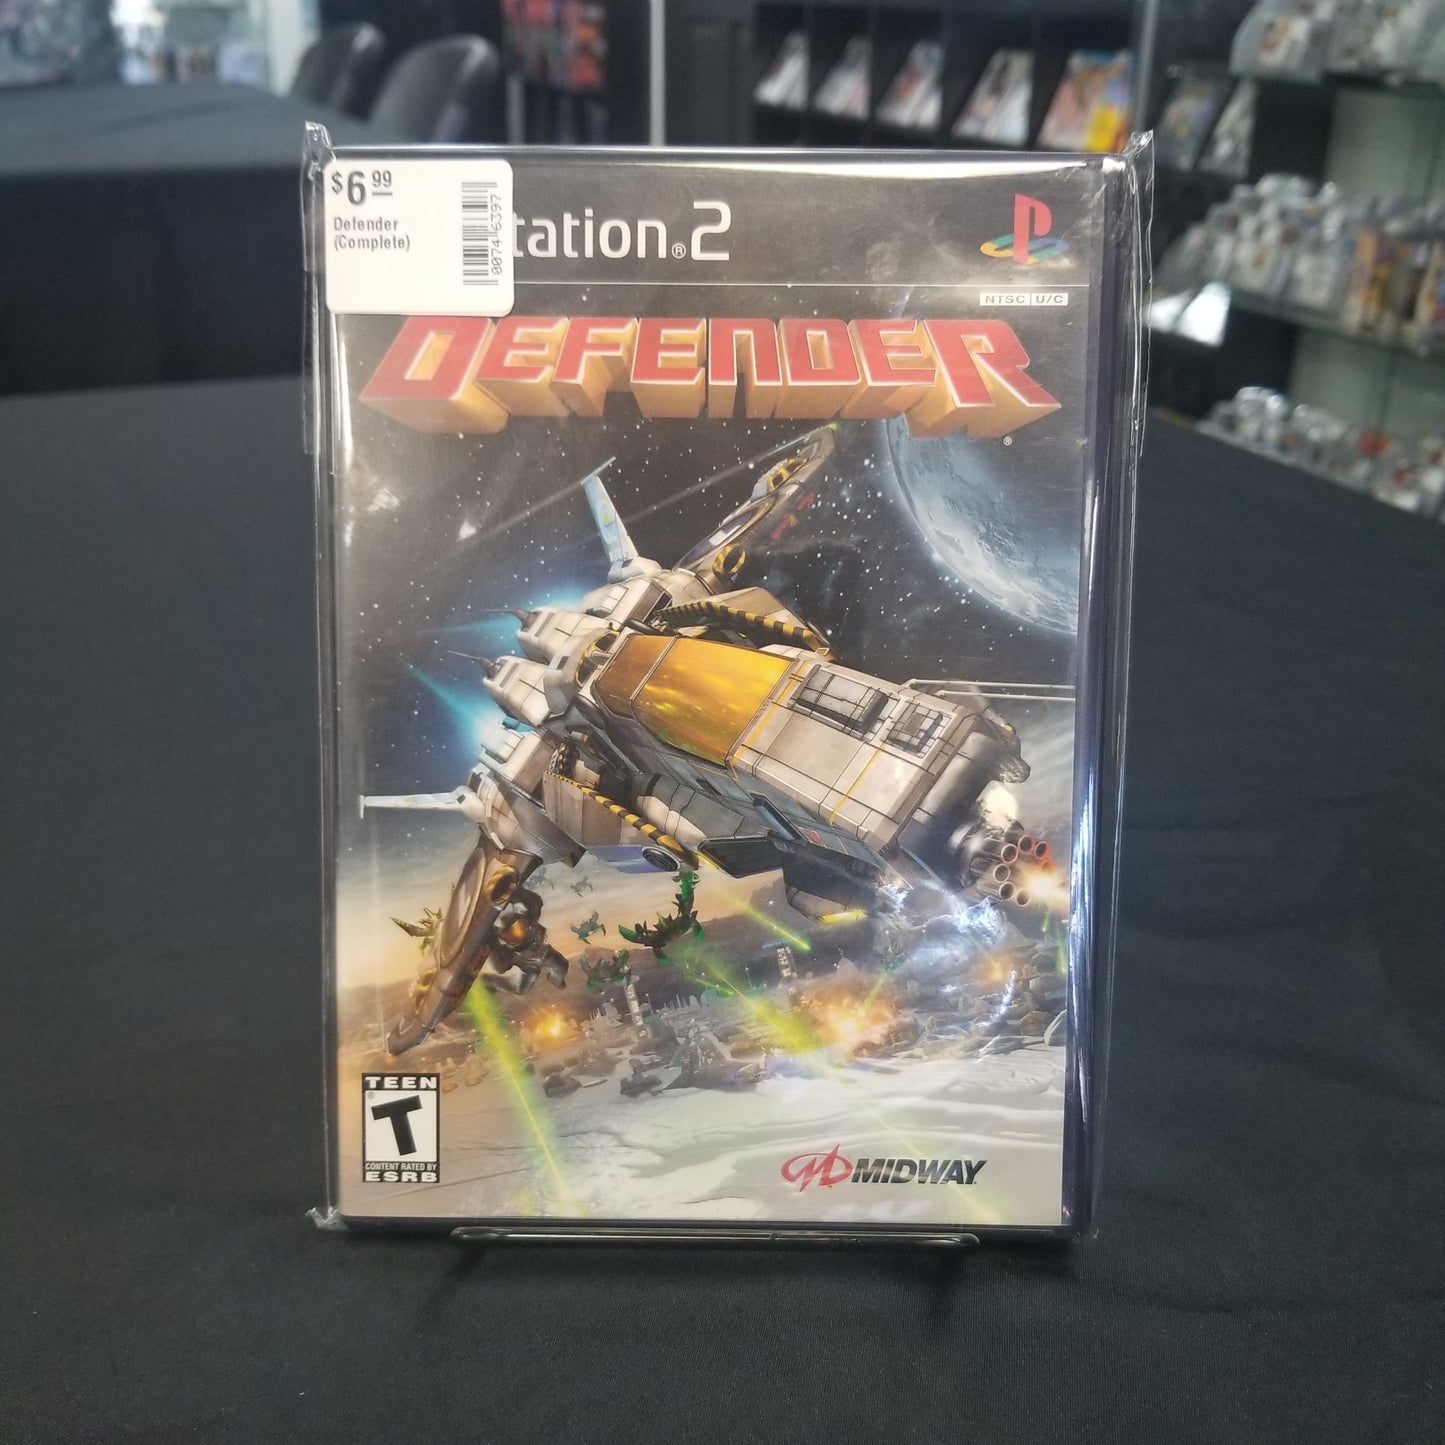 $6.99
Defender
(Complete)
00746397
tation®2
NTSC U/C
DEFENDER®
TEEN
T
®
CONTENT RATED BY
ESRB
MIDWAY